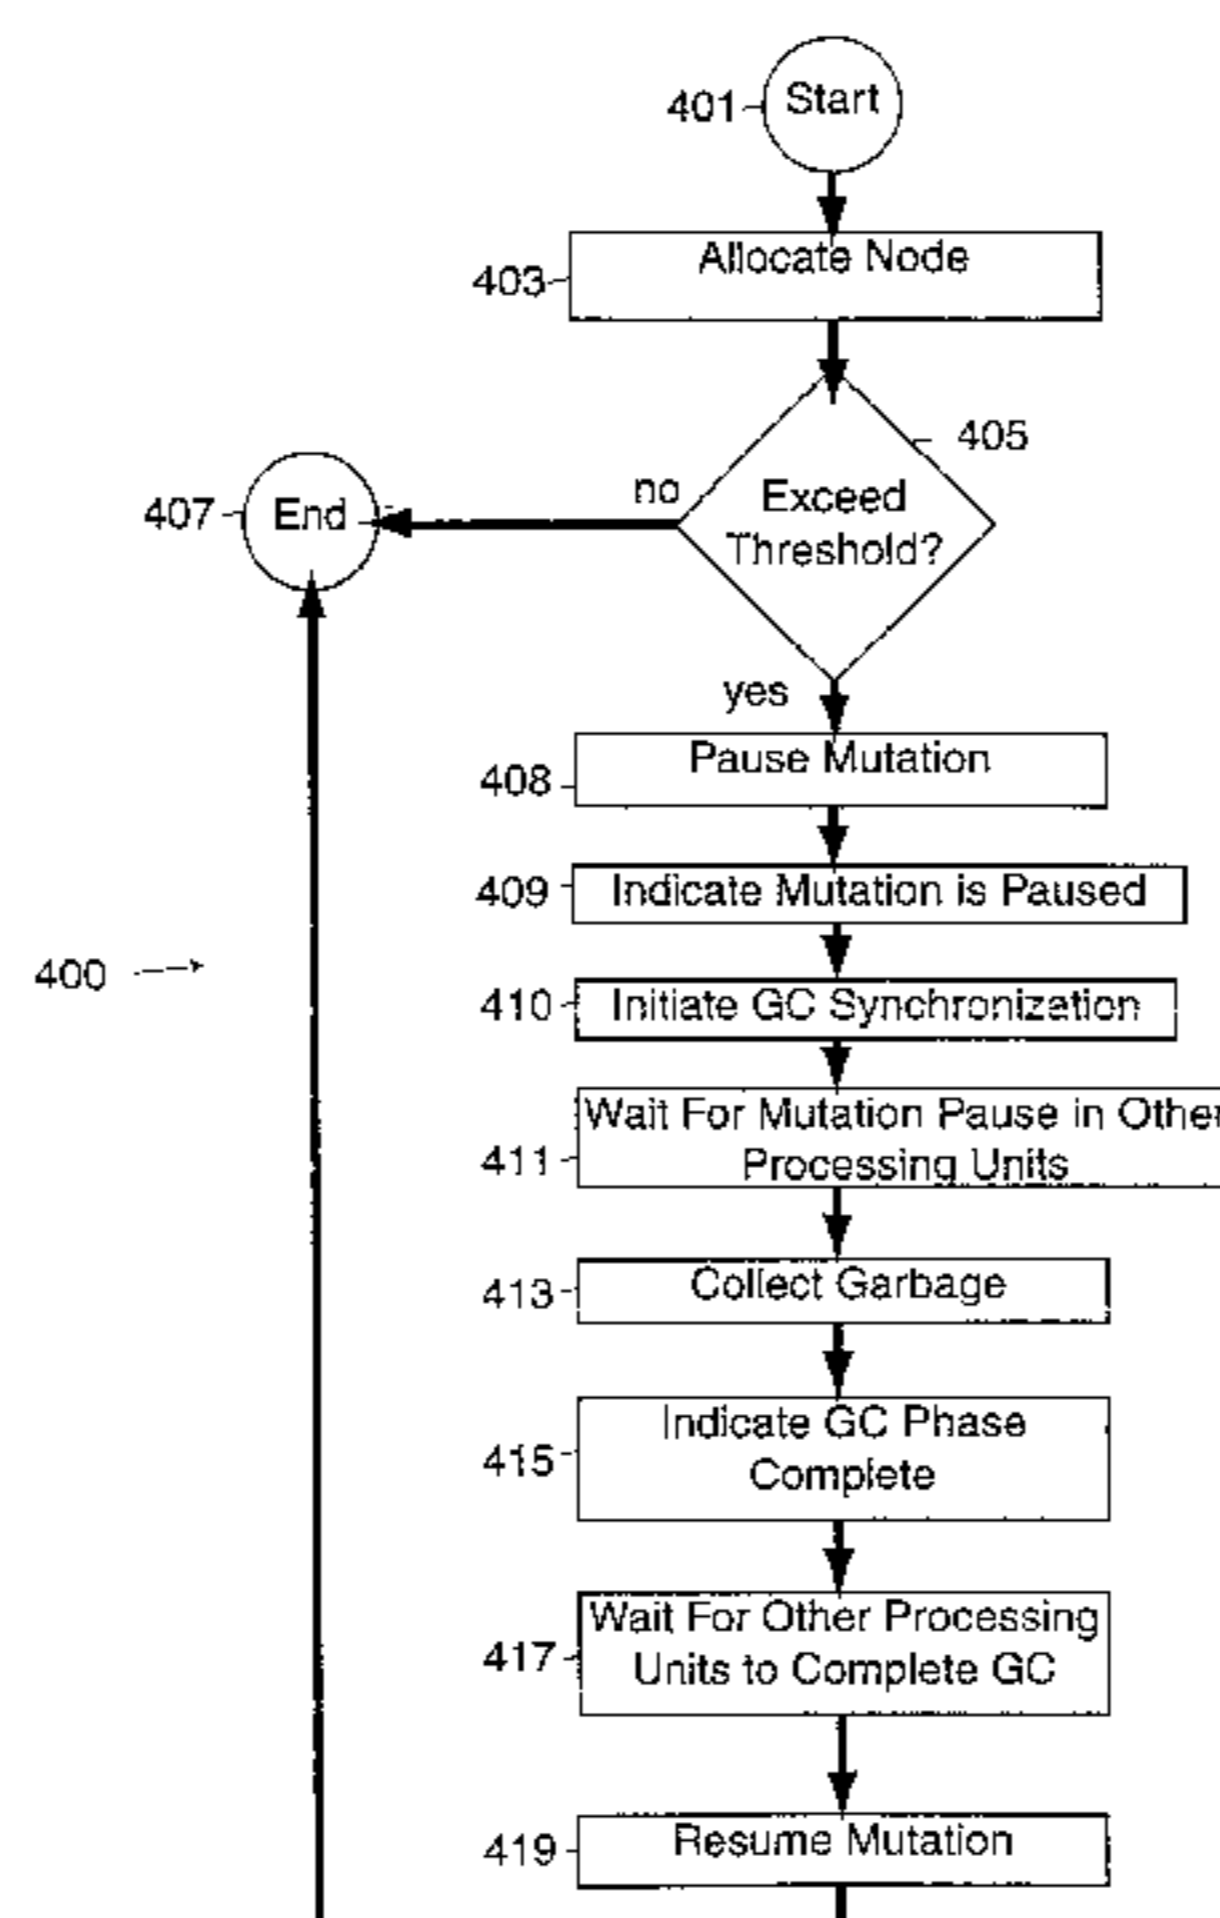 401
Start
403
Allocate Node
405
407
End
no
Exceed
Threshold?
yes
408
Pause Mutation
409
Indicate Mutation is Paused
400
410
Initiate GC Synchronization
Wait For Mutation Pause in Other
411
Processing Units
413
Collect Garbage
Indicate GC Phase
415
Complete
Wait For Other Processing
417
Units to Complete GC
419
Resume Mutation